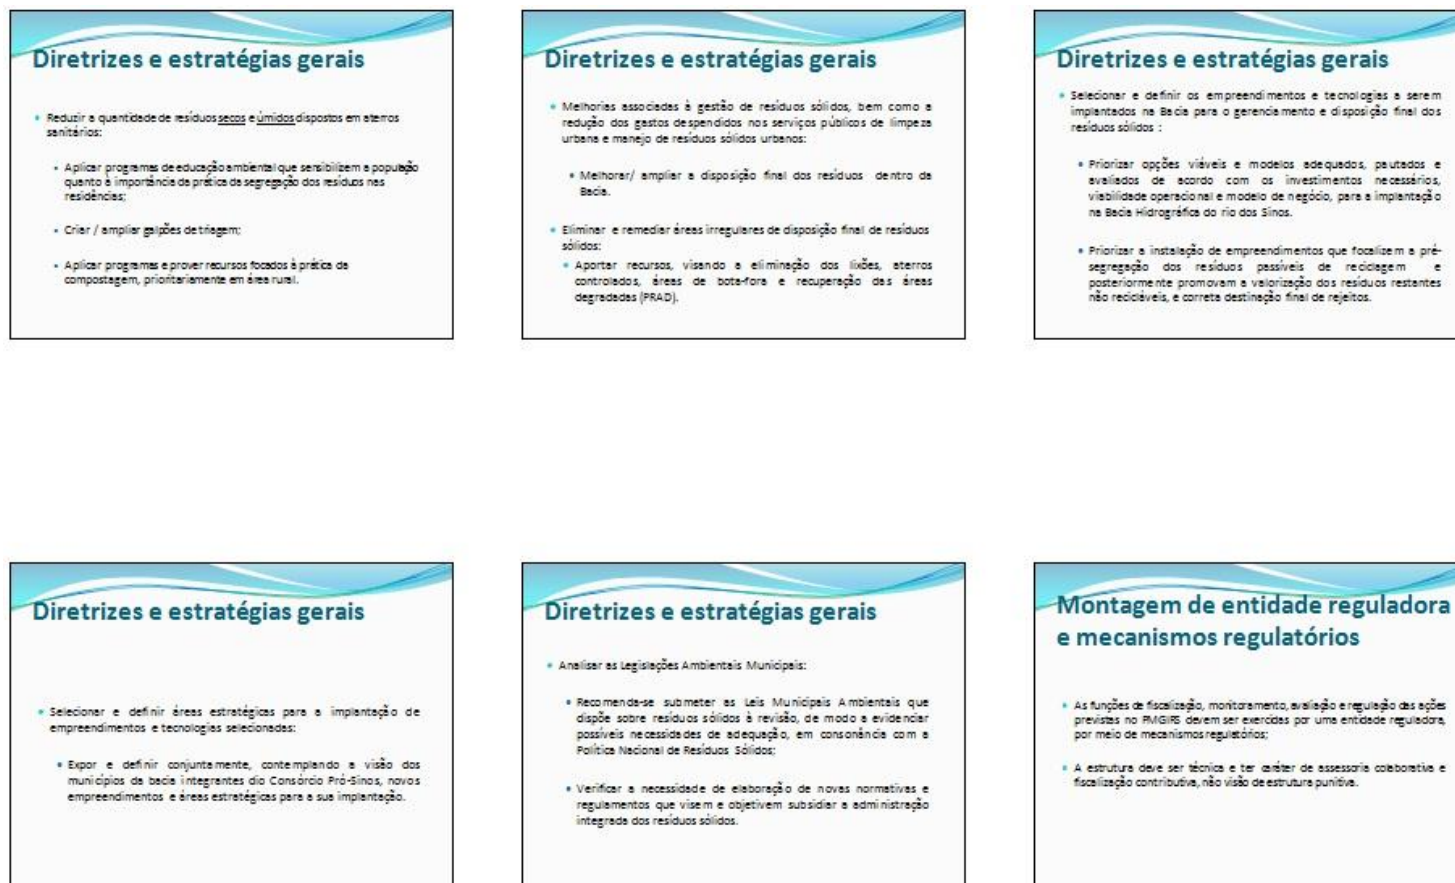 Diretrizes e estratégias gerais
Reduzir a quantidade de resíduos secos e úmidos dispostos em aterros
sanitários:
Aplicar programas de educação ambiental que sensibilizem a população
quanto à importância da prática da segregação dos resíduos nas
residências;
Criar / ampliar galpões de triagem;
Aplicar programas e prover recursos focados à prática da
compostagem, prioritariamente em área rural.
Diretrizes e estratégias gerais
Melhorias associadas à gestão de resíduos sólidos, bem como a
redução dos gastos despendidos nos serviços públicos de limpeza
urbana e manejo de resíduos sólidos urbanos:
Melhorar/ ampliar a disposição final dos resíduos dentro da
Bacia.
Eliminar e remediar áreas irregulares de disposição final de resíduos
sólidos:
Aportar recursos, visando a eliminação dos lixões, aterros
controlados, áreas de bota-fora e recuperação das áreas
degradadas (PRAD).
Diretrizes e estratégias gerais
Selecionar e definir os empreendimentos e tecnologias a serem
implantados na Bacia para o gerenciamento e disposição final dos
resíduos sólidos :
Priorizar opções viáveis e modelos adequados, pautados e
avaliados de acordo com os investimentos necessários,
viabilidade operacional e modelo de negócio, para a implantação
na Bacia Hidrográfica do rio dos Sinos.
Priorizar a instalação de empreendimentos que focalizem a pré-
segregação dos resíduos passíveis de reciclagem e
posteriormente promovam a valorização dos resíduos restantes
não recicláveis, e correta destinação final de rejeitos.
Diretrizes e estratégias gerais
Selecionar e definir áreas estratégicas para a implantação de
empreendimentos e tecnologias selecionadas:
Expor e definir conjuntamente, contemplando a visão dos
municípios da bacia integrantes dio Consórcio Pró-Sinos, novos
empreendimentos e áreas estratégicas para a sua implantação.
Diretrizes e estratégias gerais
Analisar as Legislações Ambientais Municipais:
Recomenda-se submeter as Leis Municipais Ambientais que
dispõe sobre resíduos sólidos à revisão, de modo a evidenciar
possíveis necessidades de adequação, em consonância com a
Política Nacional de Resíduos Sólidos;
Verificar a necessidade de elaboração de novas normativas e
regulamentos que visem e objetivem subsidiar a administração
integrada dos resíduos sólidos.
Montagem de entidade reguladora
e mecanismos regulatórios
As funções de fiscalização, monitoramento, avaliação e regulação das ações
previstas no PMGIRS devem ser exercidas por uma entidade reguladora,
por meio de mecanismos regulatórios;
A estrutura deve ser técnica e ter caráter de assessoria colaborativa e
fiscalização contributiva, não visão de estrutura punitiva.